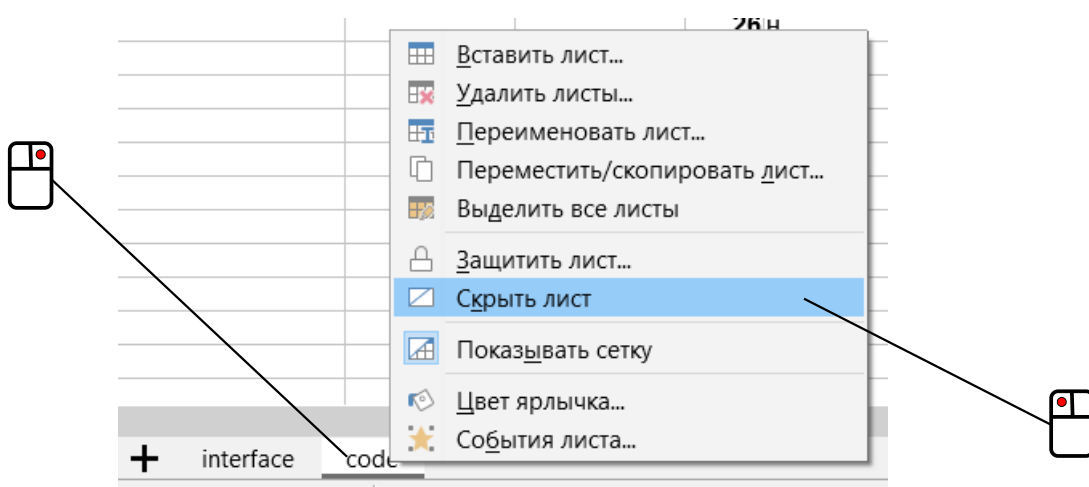 26 н
Вставить лист...
Удалить листы...
Переименовать лист...
Переместить/скопировать лист...
Выделить все листы
Защитить лист...
Скрыть лист
Показывать сетку
Цвет ярлычка...
События листа...
interface code